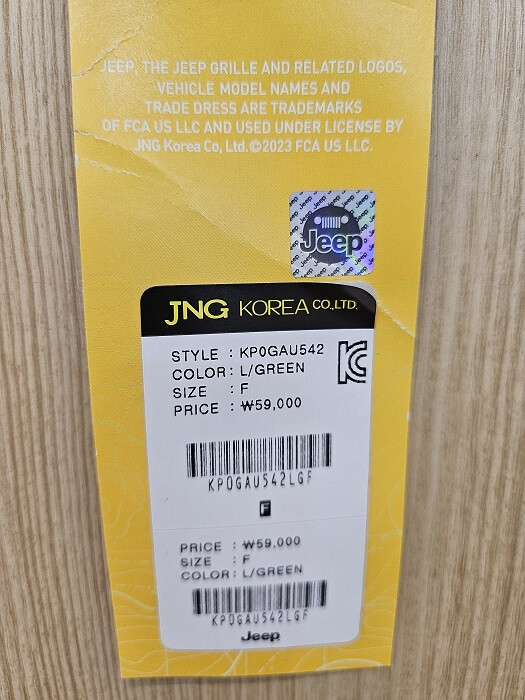 JEEP, THE JEEP GRILLE AND RELATED LOGOS,
VEHICLE MODEL NAMES AND
TRADE DRESS ARE TRADEMARKS
OF FCA US LLC AND USED UNDER LICENSE BY
JNG Korea Co, Ltd.©2023 FCA US LLC.
Jeep
JNG KOREA CO.,LTD.
STYLE : KP0GAU542
COLOR : L/GREEN
SIZE : F
PRICE : ₩59,000
KP0GAU542LGF
F
PRICE : ₩59,000
SIZE : F
COLOR: L/GREEN
KP0GAU542LGF
Jeep